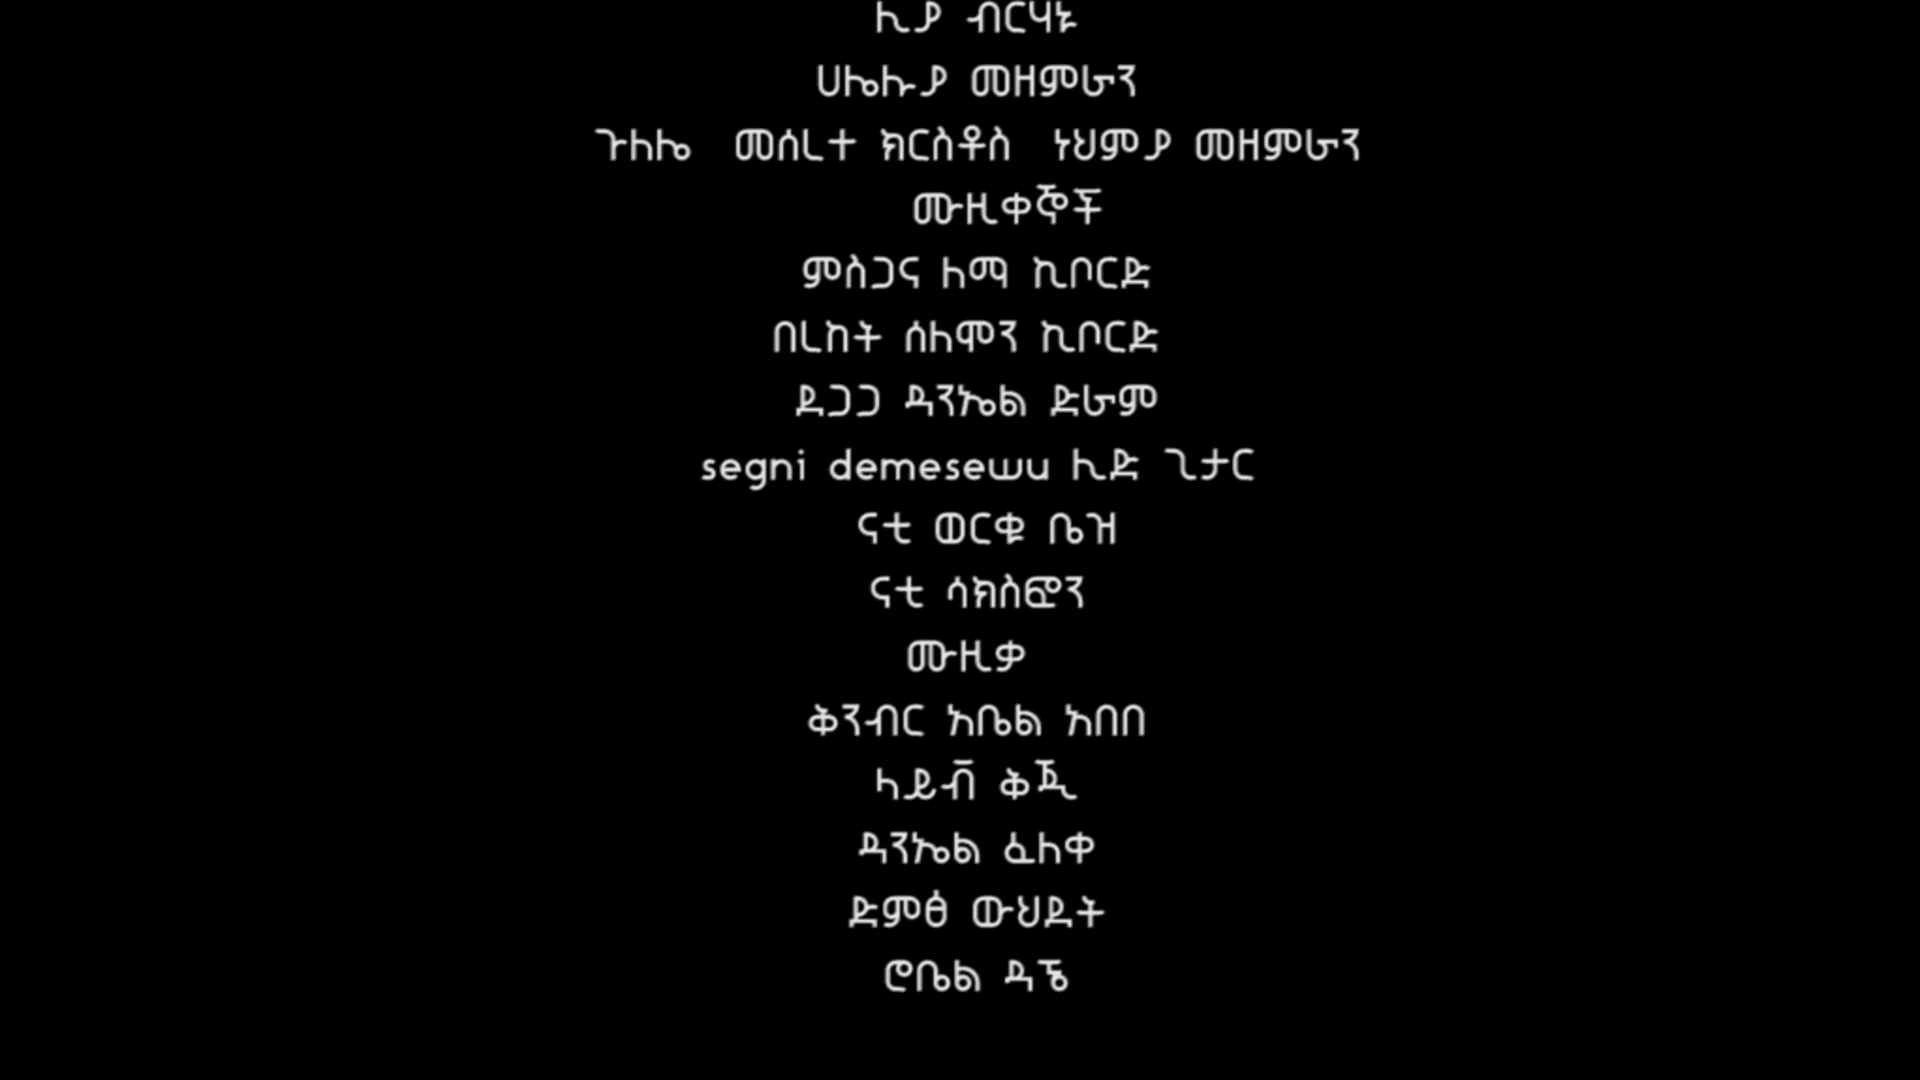 ሊያ ብርሃኑ
ሀሌሉያ መዘምራን
ጉለሌ መሰረተ ክርስቶስ ነህምያ መዘምራን
ሙዚቀኞች
ምስጋና ለማ ኪቦርድ
በረከት ሰለሞን ኪቦርድ
ደጋጋ ዳንኤል ድራም
segni demesewu ሊድ ጊታር
ናቲ ወርቁ ቤዝ
ናቲ ሳክስፎን
ሙዚቃ
ቅንብር አቤል አበበ
ላይቭ ቅጂ
ዳንኤል ፈለቀ
ድምፅ ውህደት
ሮቤል ዳኜ